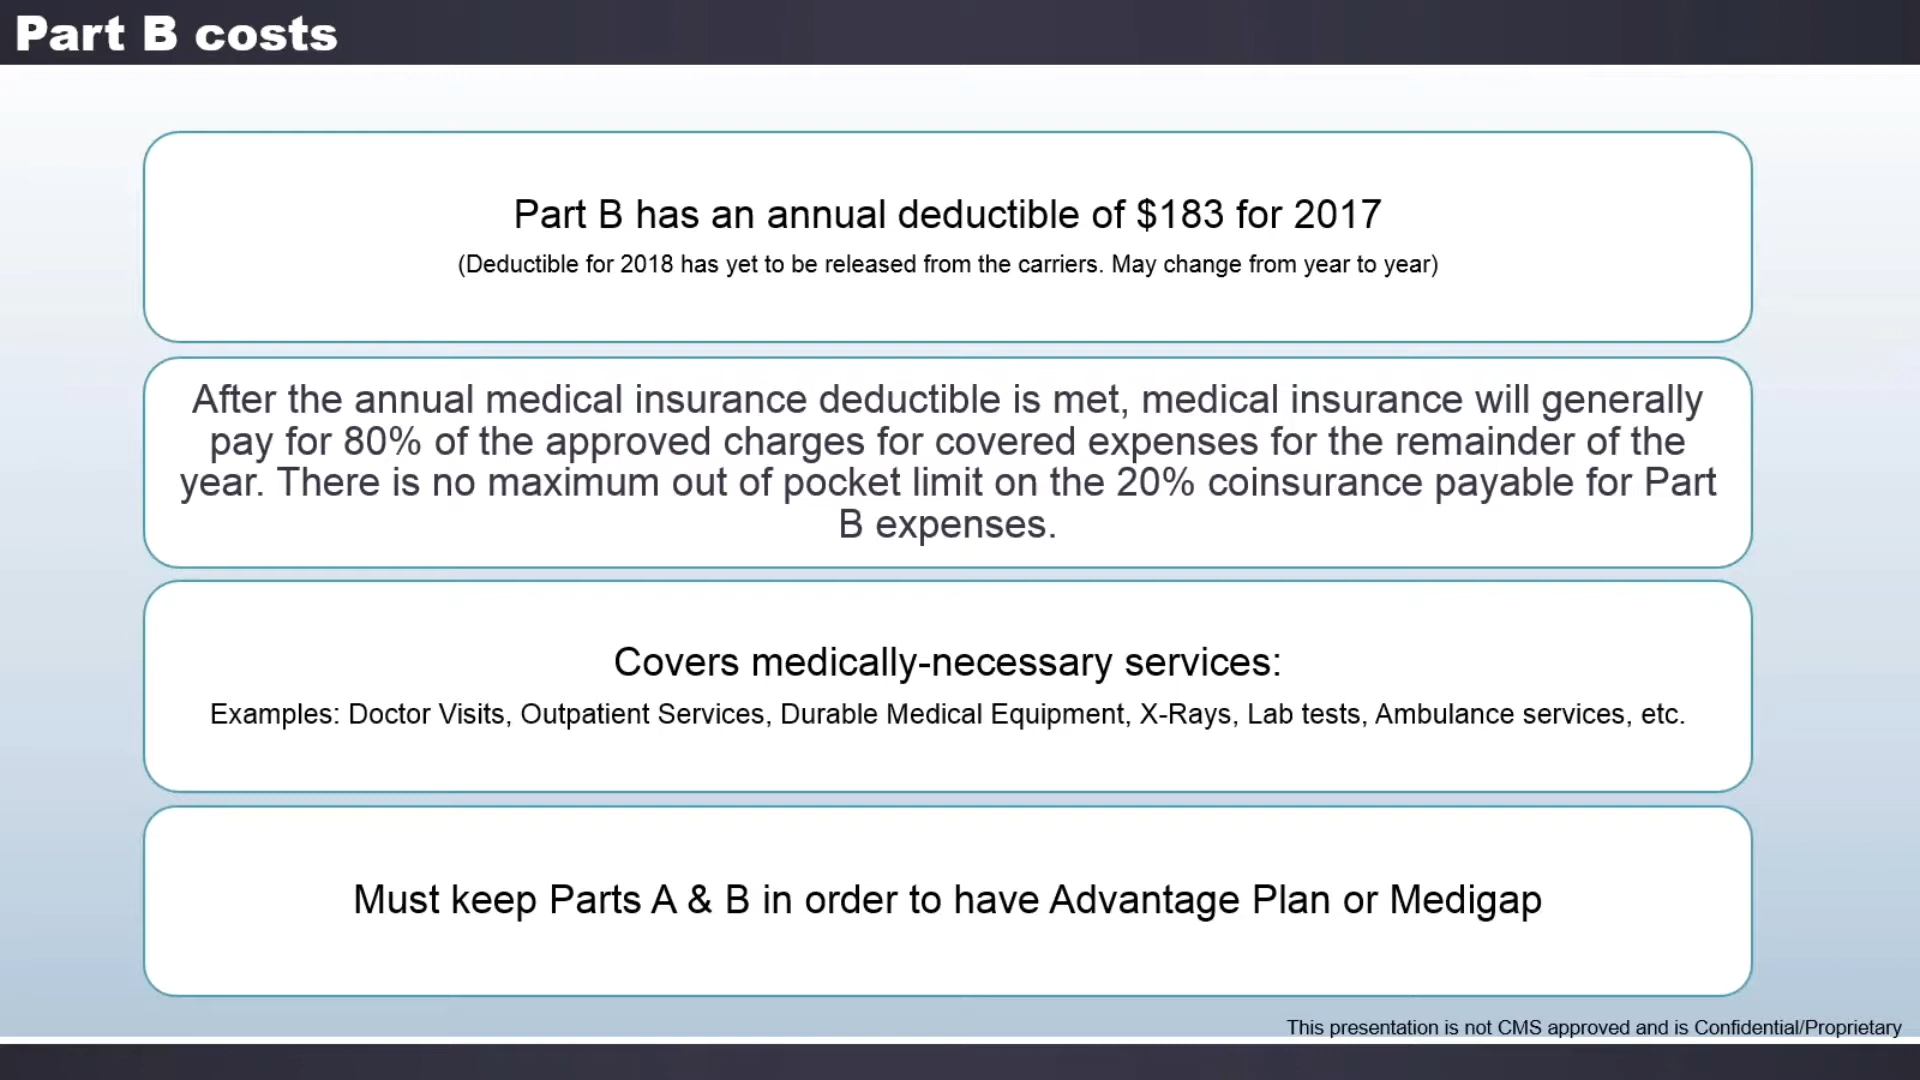 Part B costs
Part B has an annual deductible of $183 for 2017
(Deductible for 2018 has yet to be released from the carriers. May change from year to year)
After the annual medical insurance deductible is met, medical insurance will generally
pay for 80% of the approved charges for covered expenses for the remainder of the
year. There is no maximum out of pocket limit on the 20% coinsurance payable for Part
B expenses.
Covers medically-necessary services:
Examples: Doctor Visits, Outpatient Services, Durable Medical Equipment, X-Rays, Lab tests, Ambulance services, etc.
Must keep Parts A & B in order to have Advantage Plan or Medigap
This presentation is not CMS approved and is Confidential/Proprietary